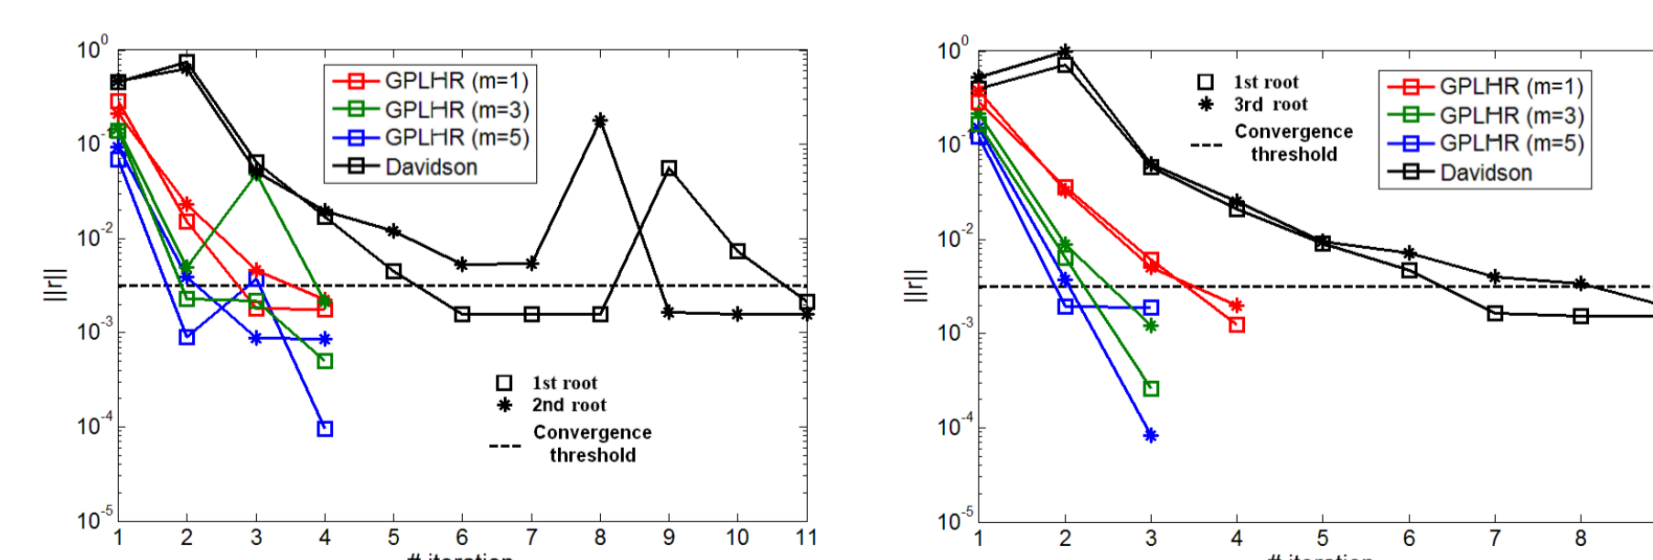 10^0
10^-1
10^-2
10^-3
10^-4
10^-5
||r||
GPLHR (m=1)
GPLHR (m=3)
GPLHR (m=5)
Davidson
1st root
2nd root
Convergence
threshold
1 2 3 4 5 6 7 8 9 10 11
# iteration
10^0
10^-1
10^-2
10^-3
10^-4
10^-5
||r||
1st root
3rd root
Convergence
threshold
GPLHR (m=1)
GPLHR (m=3)
GPLHR (m=5)
Davidson
1 2 3 4 5 6 7 8
# iteration